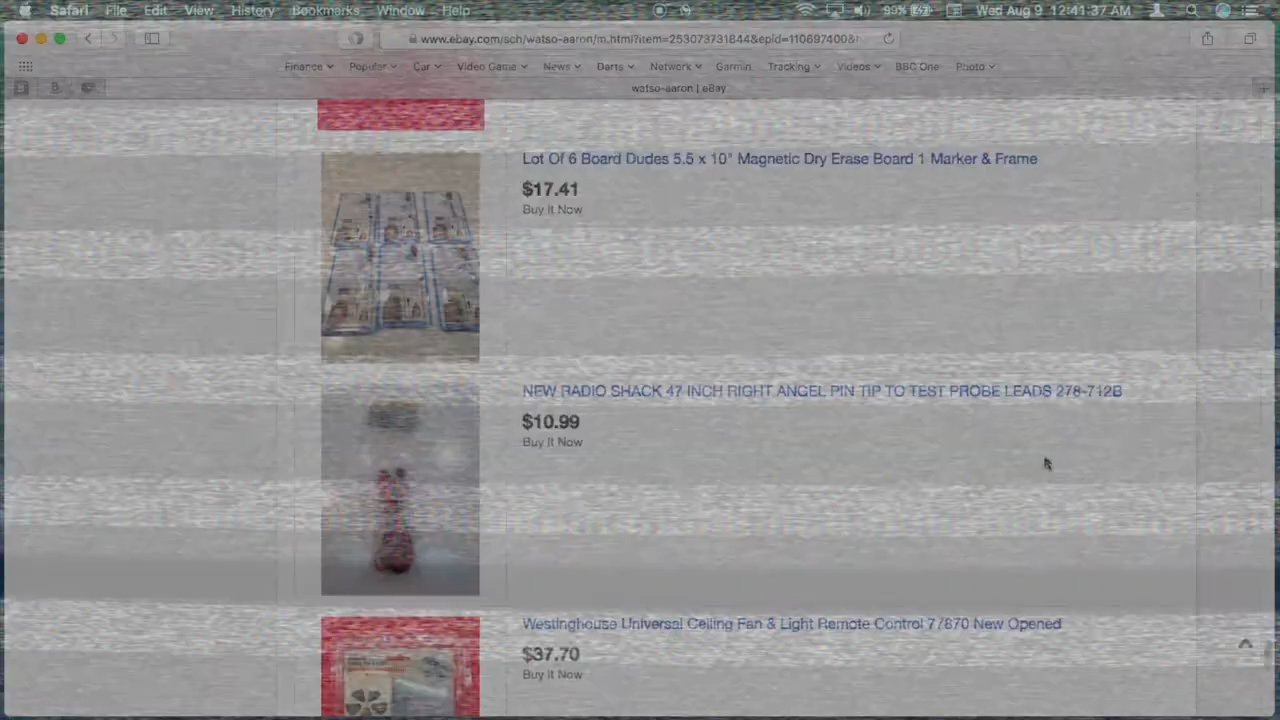 Safari File Edit View History Bookmarks Window Help 99% Wed Aug 9 12:41:37 AM
www.ebay.com/sch/watso-aaron/m.html?item=253073731844&epid=110697400&
Finance Popular Car Video Game News Darts Network Garmin Tracking Videos BBC One Photo
watso-aaron | eBay
Lot Of 6 Board Dudes 5.5 x 10" Magnetic Dry Erase Board 1 Marker & Frame
$17.41
Buy It Now
NEW RADIO SHACK 47 INCH RIGHT ANGEL PIN TIP TO TEST PROBE LEADS 278-712B
$10.99
Buy It Now
Westinghouse Universal Ceiling Fan & Light Remote Control 77870 New Opened
$37.70
Buy It Now